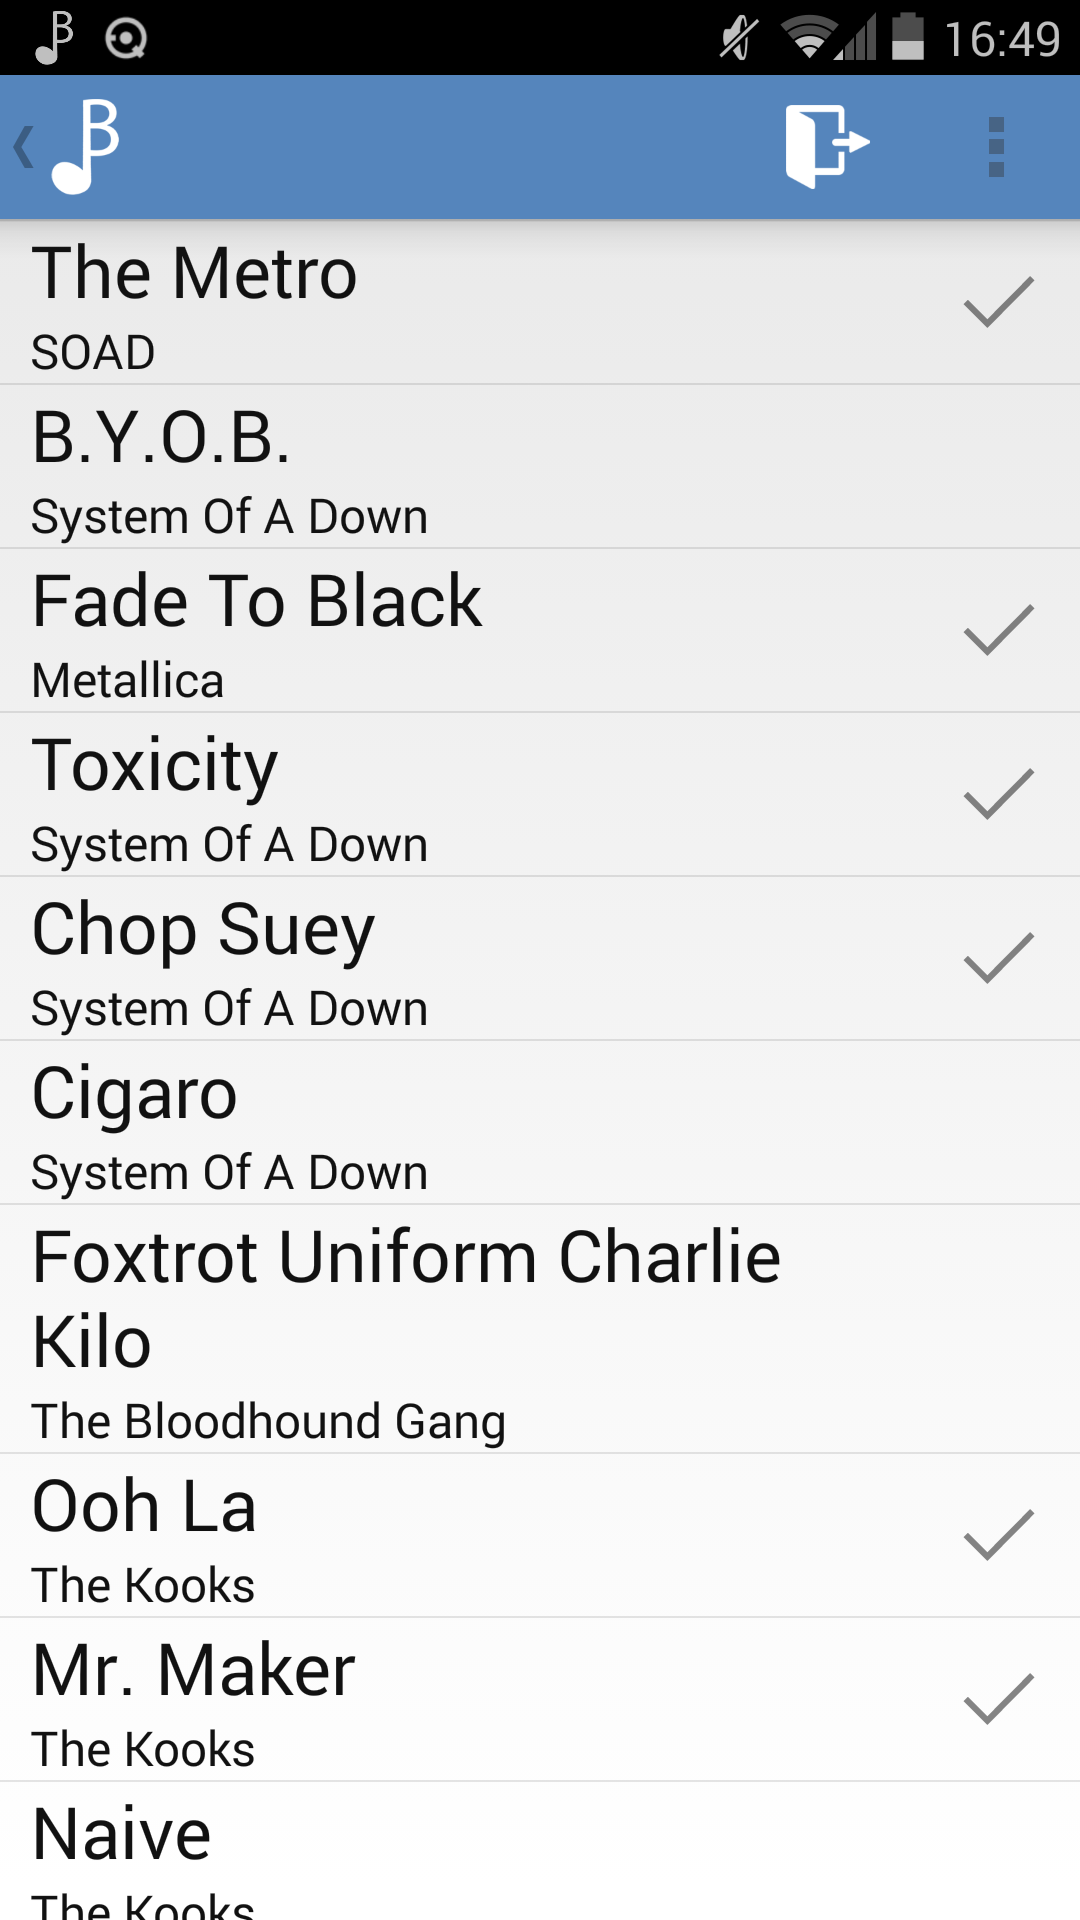 16:49
B
The Metro
SOAD
B.Y.O.B.
System Of A Down
Fade To Black
Metallica
Toxicity
System Of A Down
Chop Suey
System Of A Down
Cigaro
System Of A Down
Foxtrot Uniform Charlie
Kilo
The Bloodhound Gang
Ooh La
The Kooks
Mr. Maker
The Kooks
Naive
The Kooks